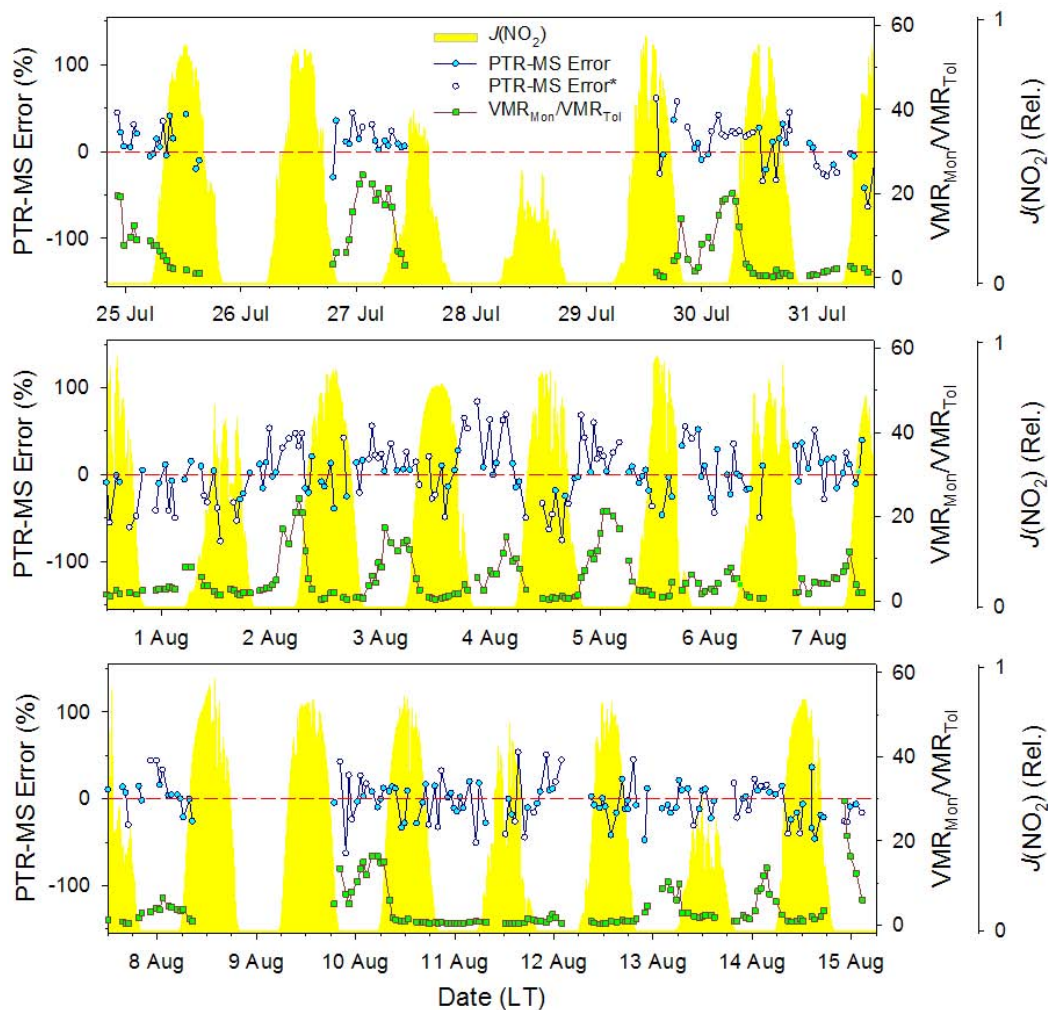 J(NO2)
PTR-MS Error
PTR-MS Error*
VMRMon/VMRTol
PTR-MS Error (%)
100
0
-100
60
40
20
0
VMRMon/VMRTol
1
0
J(NO2) (Rel.)
25 Jul 26 Jul 27 Jul 28 Jul 29 Jul 30 Jul 31 Jul
PTR-MS Error (%)
100
0
-100
60
40
20
0
VMRMon/VMRTol
1
0
J(NO2) (Rel.)
1 Aug 2 Aug 3 Aug 4 Aug 5 Aug 6 Aug 7 Aug
PTR-MS Error (%)
100
0
-100
60
40
20
0
VMRMon/VMRTol
1
0
J(NO2) (Rel.)
8 Aug 9 Aug 10 Aug 11 Aug 12 Aug 13 Aug 14 Aug 15 Aug
Date (LT)